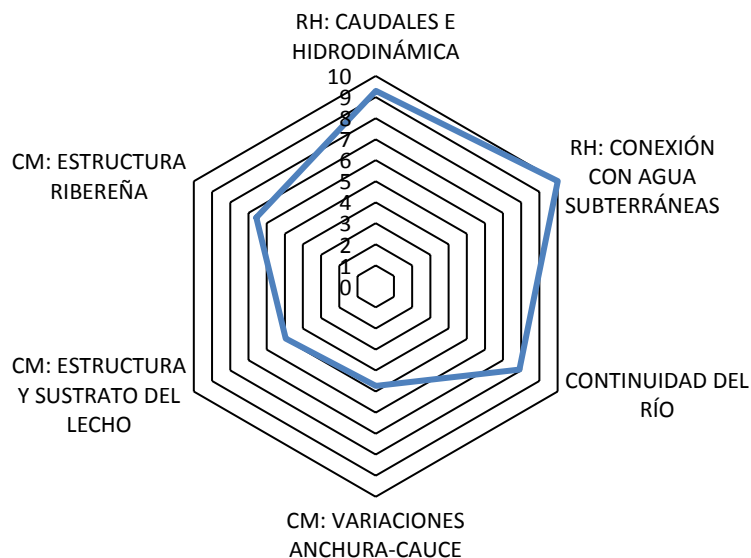 RH: CAUDALES E
HIDRODINÁMICA
10
9
8
7
6
5
4
3
2
1
0
RH: CONEXIÓN
CON AGUA
SUBTERRÁNEAS
CONTINUIDAD DEL
RÍO
CM: VARIACIONES
ANCHURA-CAUCE
CM: ESTRUCTURA
Y SUSTRATO DEL
LECHO
CM: ESTRUCTURA
RIBEREÑA